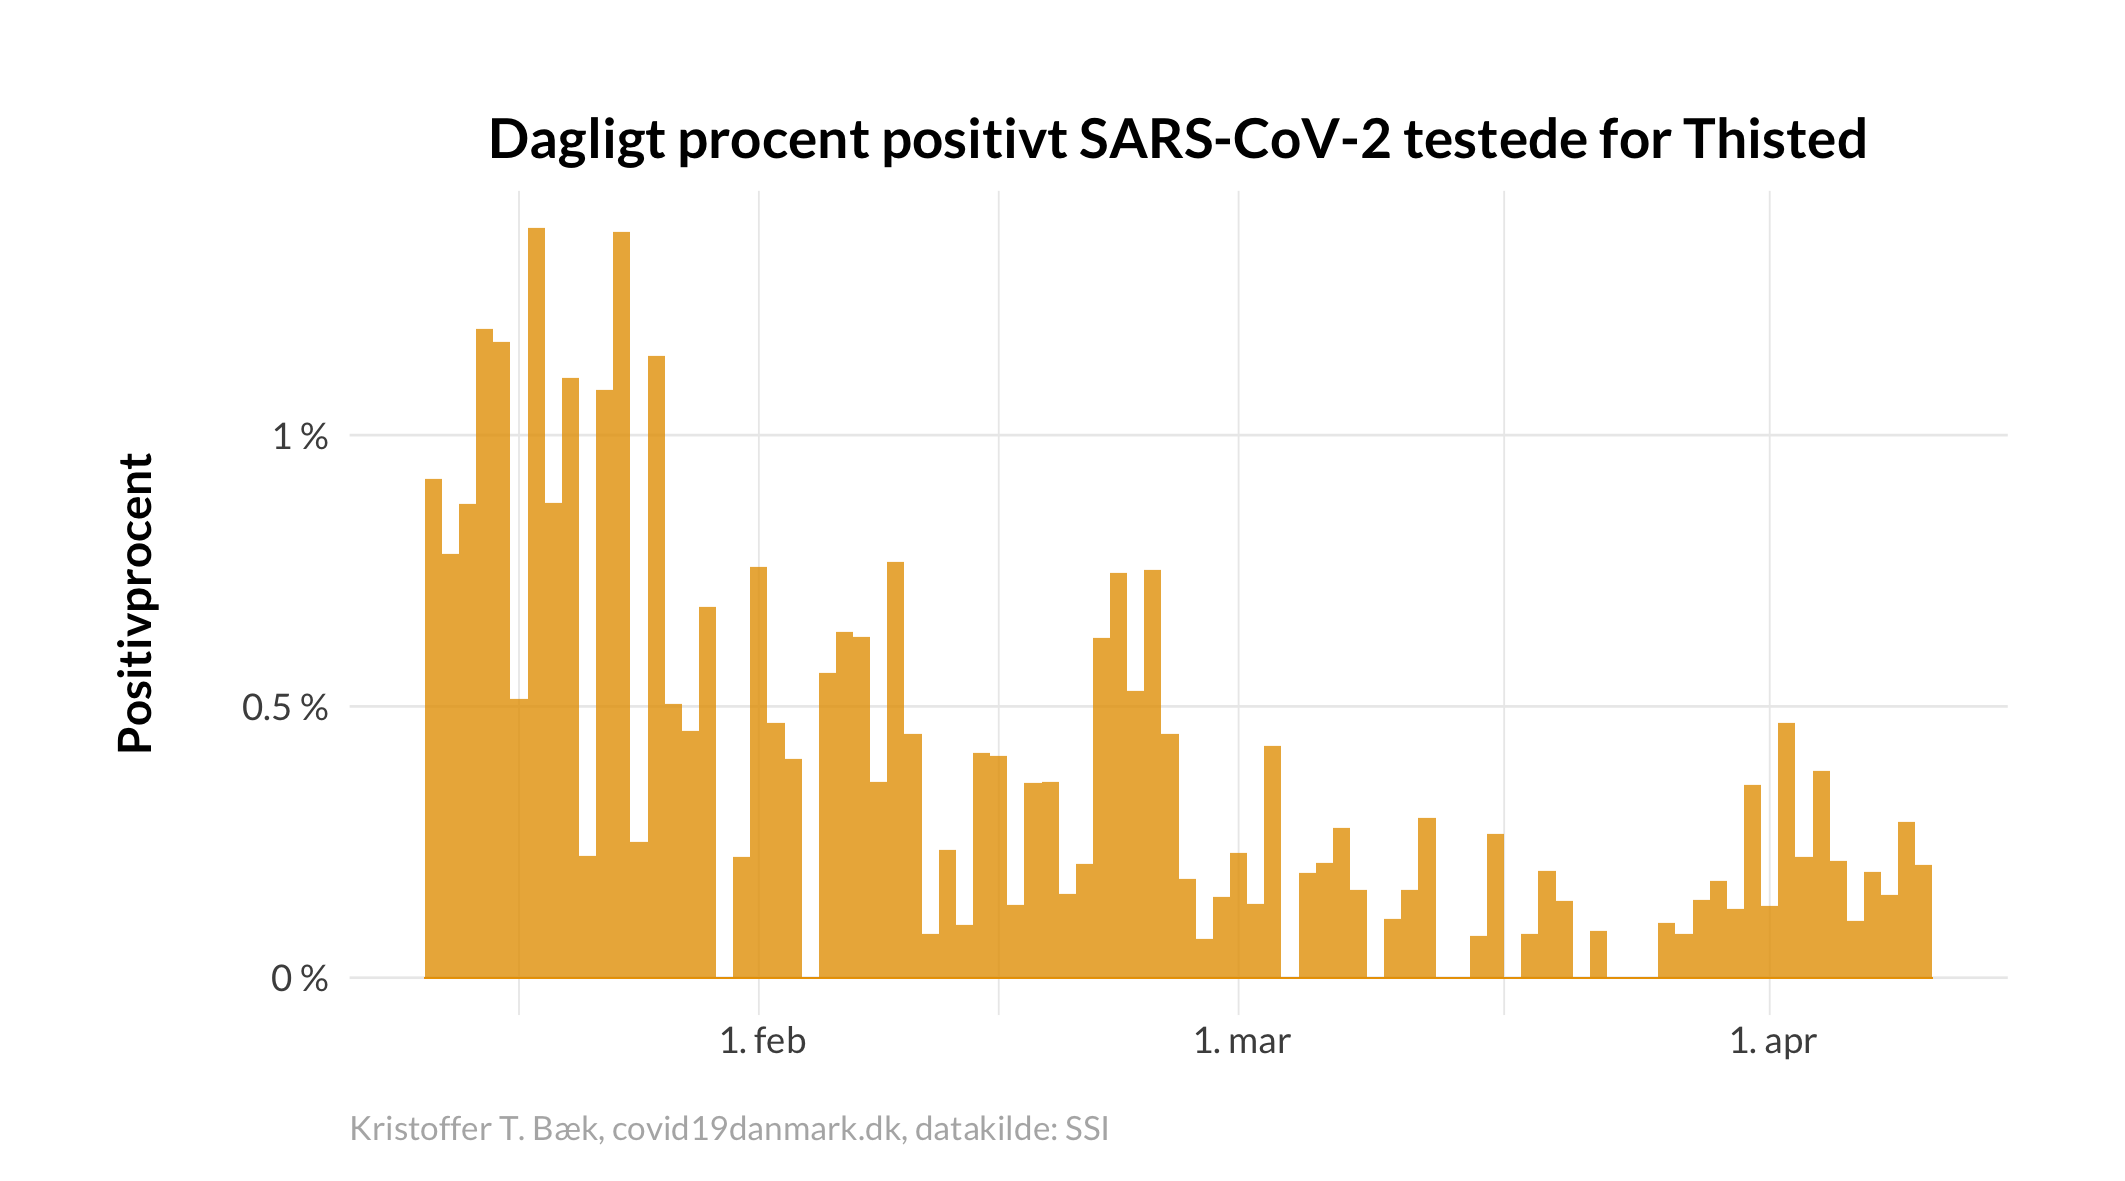 Dagligt procent positivt SARS-CoV-2 testede for Thisted
Positivprocent
1 %
0.5 %
0 %
1. feb
1. mar
1. apr
Kristoffer T. Bæk, covid19danmark.dk, datakilde: SSI